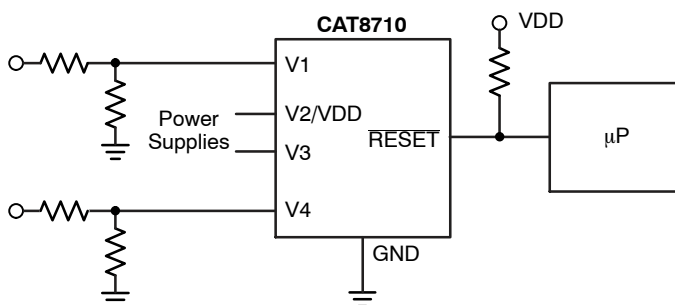 CAT8710
VDD
V1
Power
Supplies
V2/VDD
V3
RESET
μP
V4
GND